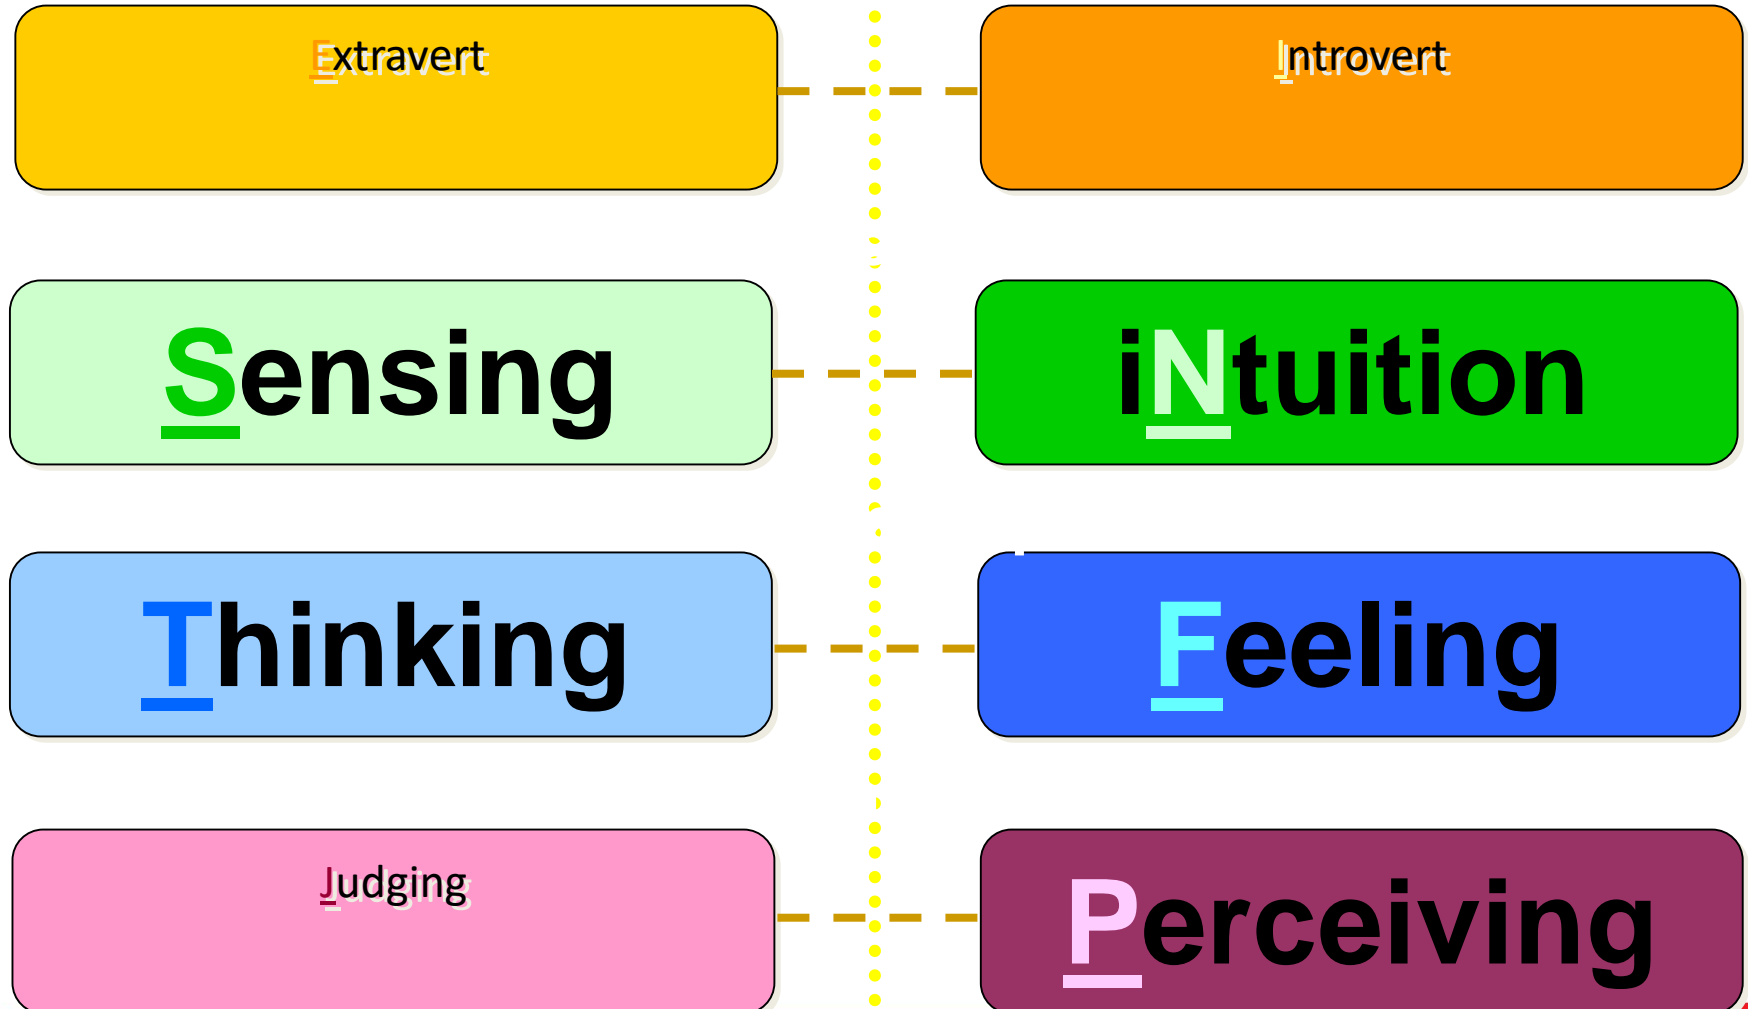 Extravert
Introvert
Sensing
iNtuition
Thinking
Feeling
Judging
Perceiving